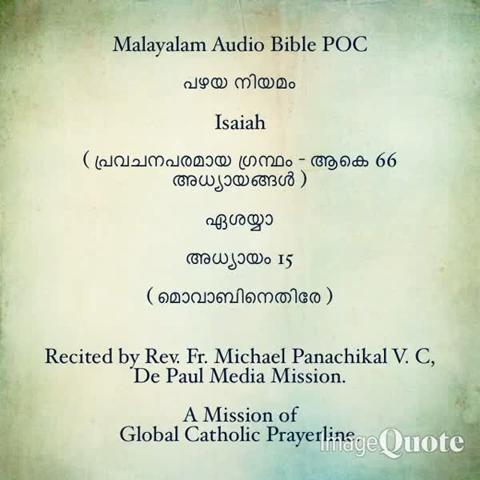 Malayalam Audio Bible POC
പഴയ നിയമം
Isaiah
( പ്രവചനപരമായ ഗ്രന്ഥം - ആകെ 66
അധ്യായങ്ങൾ )
ഏശയ്യാ
അധ്യായം 15
( മൊവാബിനെതിരേ )
Recited by Rev. Fr. Michael Panachikal V. C,
De Paul Media Mission.
A Mission of
Global Catholic Prayerline.
ImageQuote